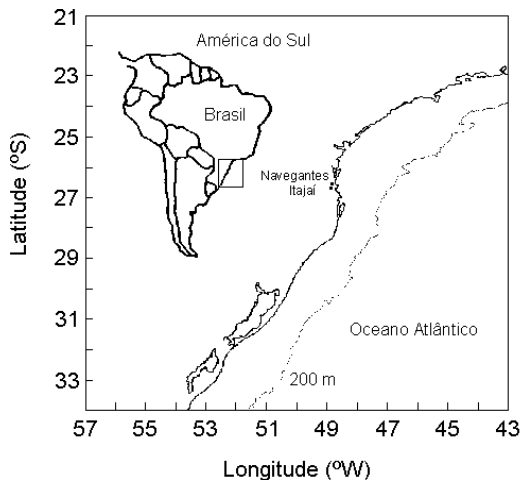 21
23
25
27
29
31
33
Latitude (ºS)
América do Sul
Brasil
Navegantes
Itajaí
Oceano Atlântico
200 m
57 55 53 51 49 47 45 43
Longitude (ºW)